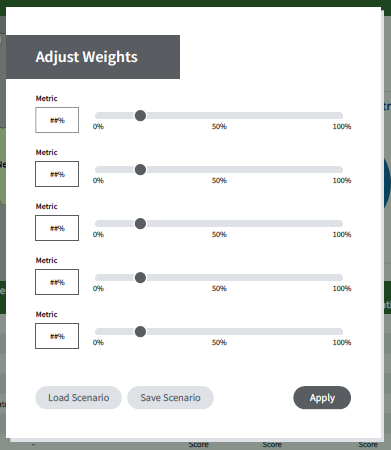 Adjust Weights
Metric
##%
0% 50% 100%
Metric
##%
0% 50% 100%
Metric
##%
0% 50% 100%
Metric
##%
0% 50% 100%
Metric
##%
0% 50% 100%
Load Scenario Save Scenario Apply
Score Score Score